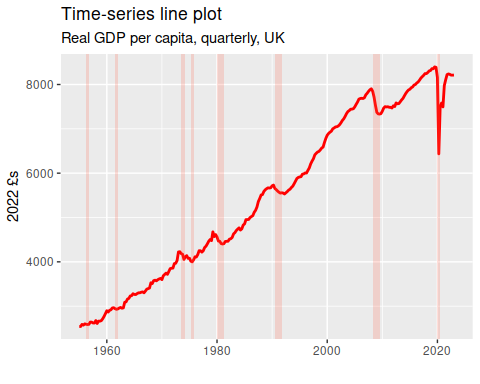 Time-series line plot
Real GDP per capita, quarterly, UK
2022 £s
8000
6000
4000
1960 1980 2000 2020